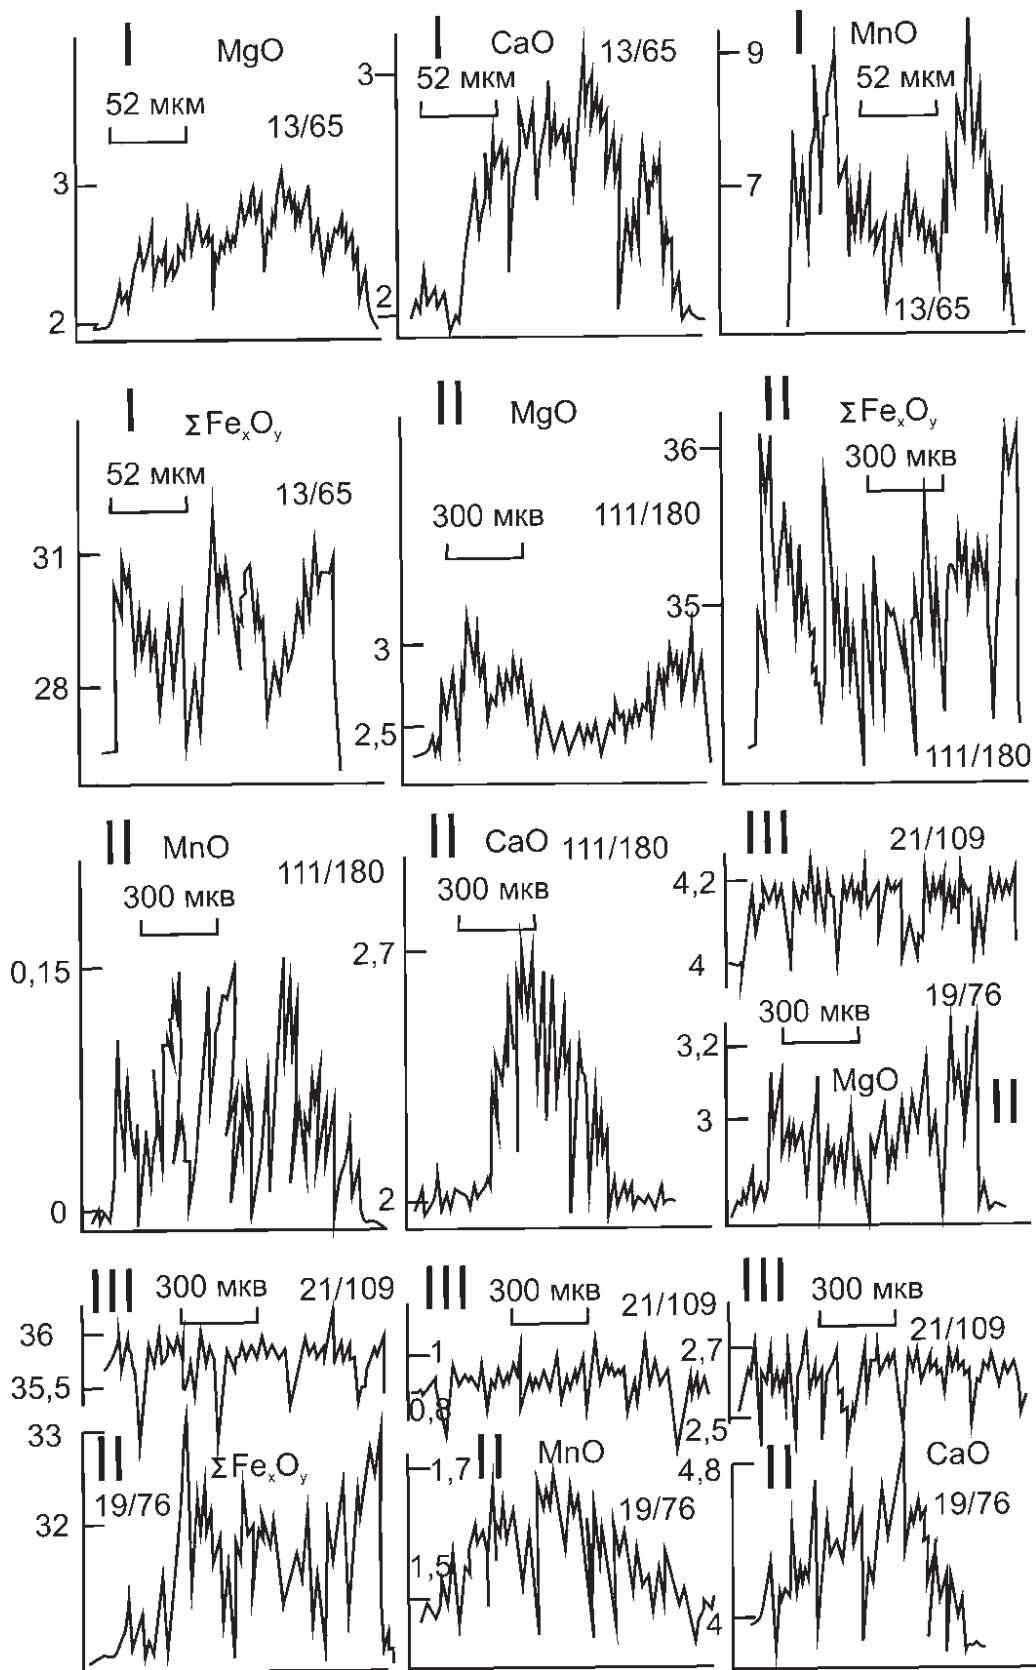 I MgO
52 мкм
13/65
3
2
I CaO
13/65
3
52 мкм
2
I MnO
9
52 мкм
7
13/65
I
ΣFeₓOᵧ
52 мкм
13/65
31
28
II MgO
300 мкв 111/180
3
2,5
II ΣFeₓOᵧ
36
300 мкв
35
111/180
II MnO
111/180
300 мкв
0,15
0
II CaO 111/180
300 мкв
2,7
2
III 21/109
4,2
4
19/76
300 мкв
3,2
MgO
3
II
III 300 мкв 21/109
36
35,5
33
II ΣFeₓOᵧ
19/76
32
III 300 мкв
21/109
1
0,8
1,7 II MnO
19/76
1,5
III 300 мкв
21/109
2,7
2,5
4,8 II CaO
19/76
4